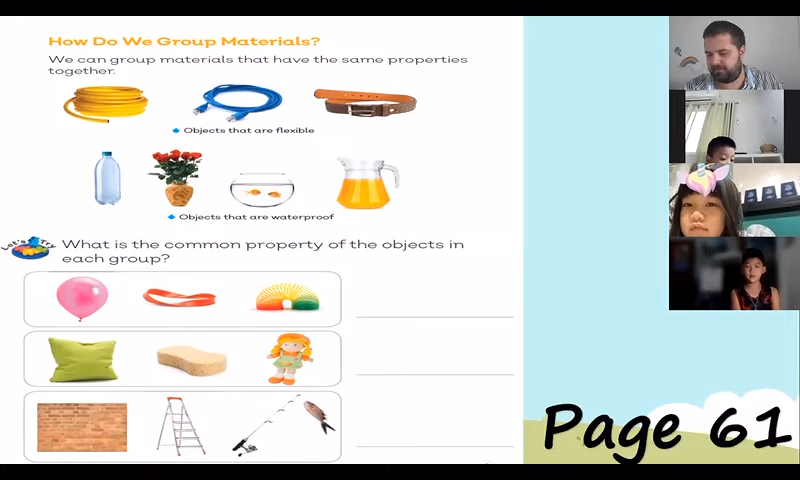 How Do We Group Materials?
We can group materials that have the same properties
together.
Objects that are flexible
Objects that are waterproof
Let's Try
What is the common property of the objects in
each group?
Page 61